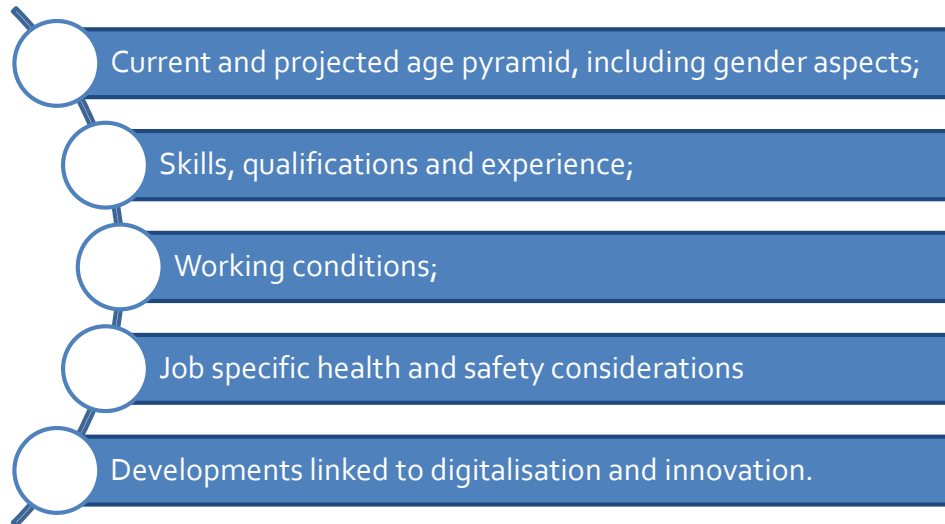 Current and projected age pyramid, including gender aspects;
Skills, qualifications and experience;
Working conditions;
Job specific health and safety considerations
Developments linked to digitalisation and innovation.